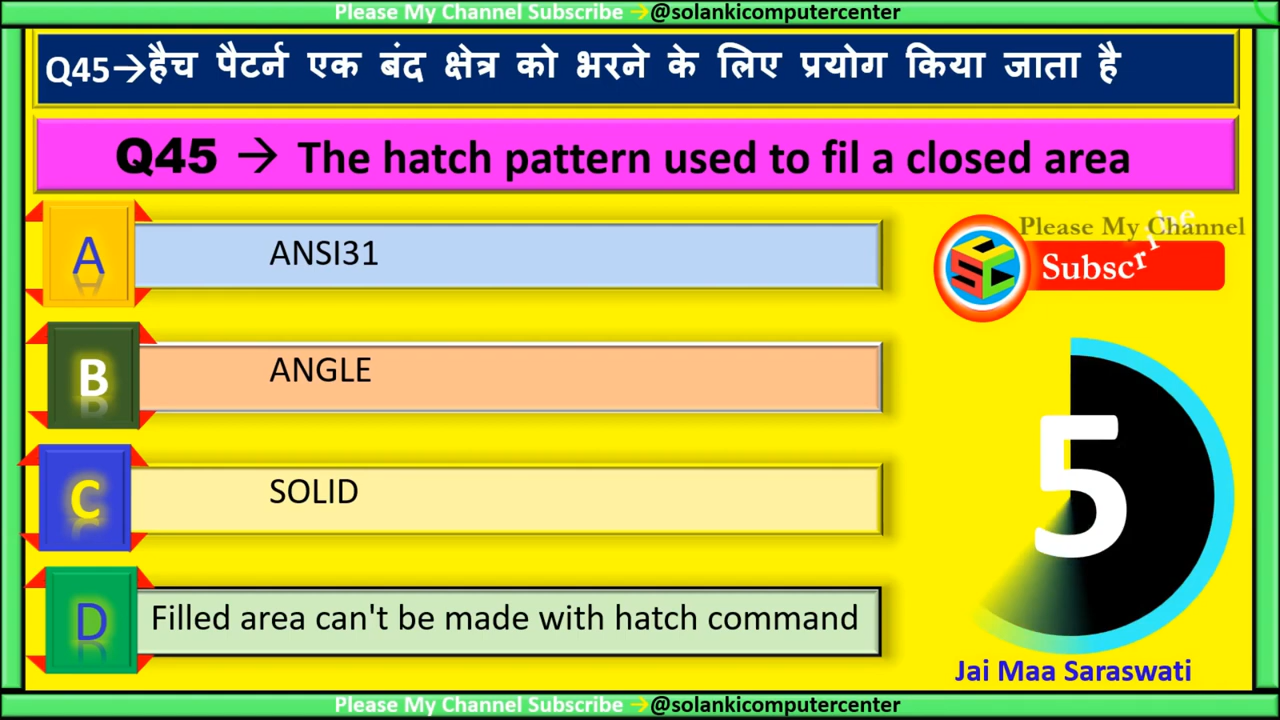 Please My Channel Subscribe →@solankicomputercenter
Q45→हैच पैटर्न एक बंद क्षेत्र को भरने के लिए प्रयोग किया जाता है
Q45 → The hatch pattern used to fil a closed area
A ANSI31
Please My Channel
Subscribe
B ANGLE
5
C SOLID
D Filled area can't be made with hatch command
Jai Maa Saraswati
Please My Channel Subscribe →@solankicomputercenter